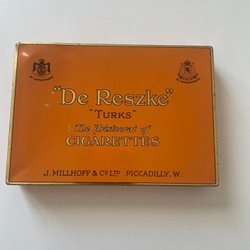 "De Reszke"
"TURKS"
The Aristocrat of
CIGARETTES
J. MILLHOFF & CO LTD PICCADILLY. W.